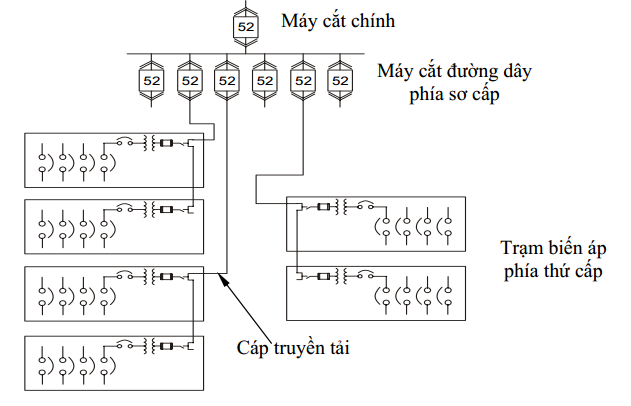 52
Máy cắt chính
52 52 52 52 52 52
Máy cắt đường dây
phía sơ cấp
Trạm biến áp
phía thứ cấp
Cáp truyền tải